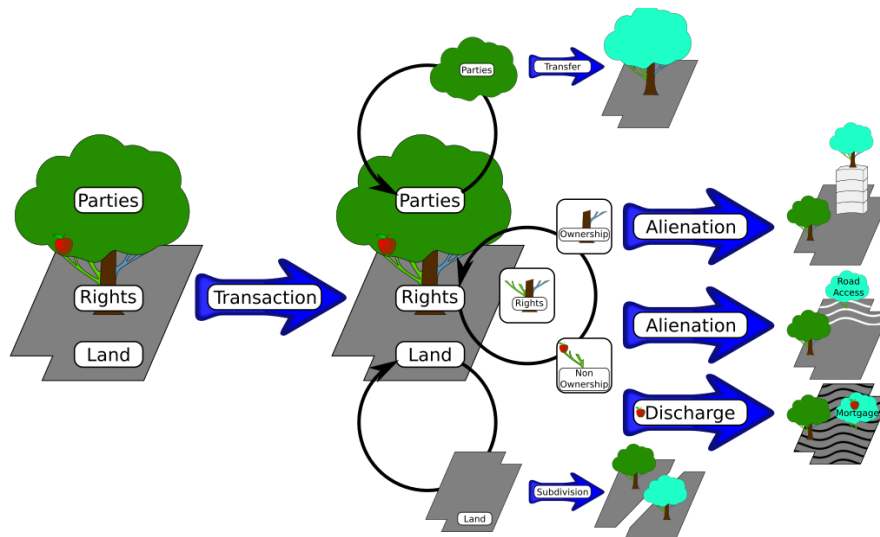 Parties
Transfer
Parties
Parties
Ownership
Alienation
Road
Access
Rights
Transaction
Rights
Rights
Alienation
Land
Land
Non
Ownership
Discharge
Mortgage
Land
Subdivision